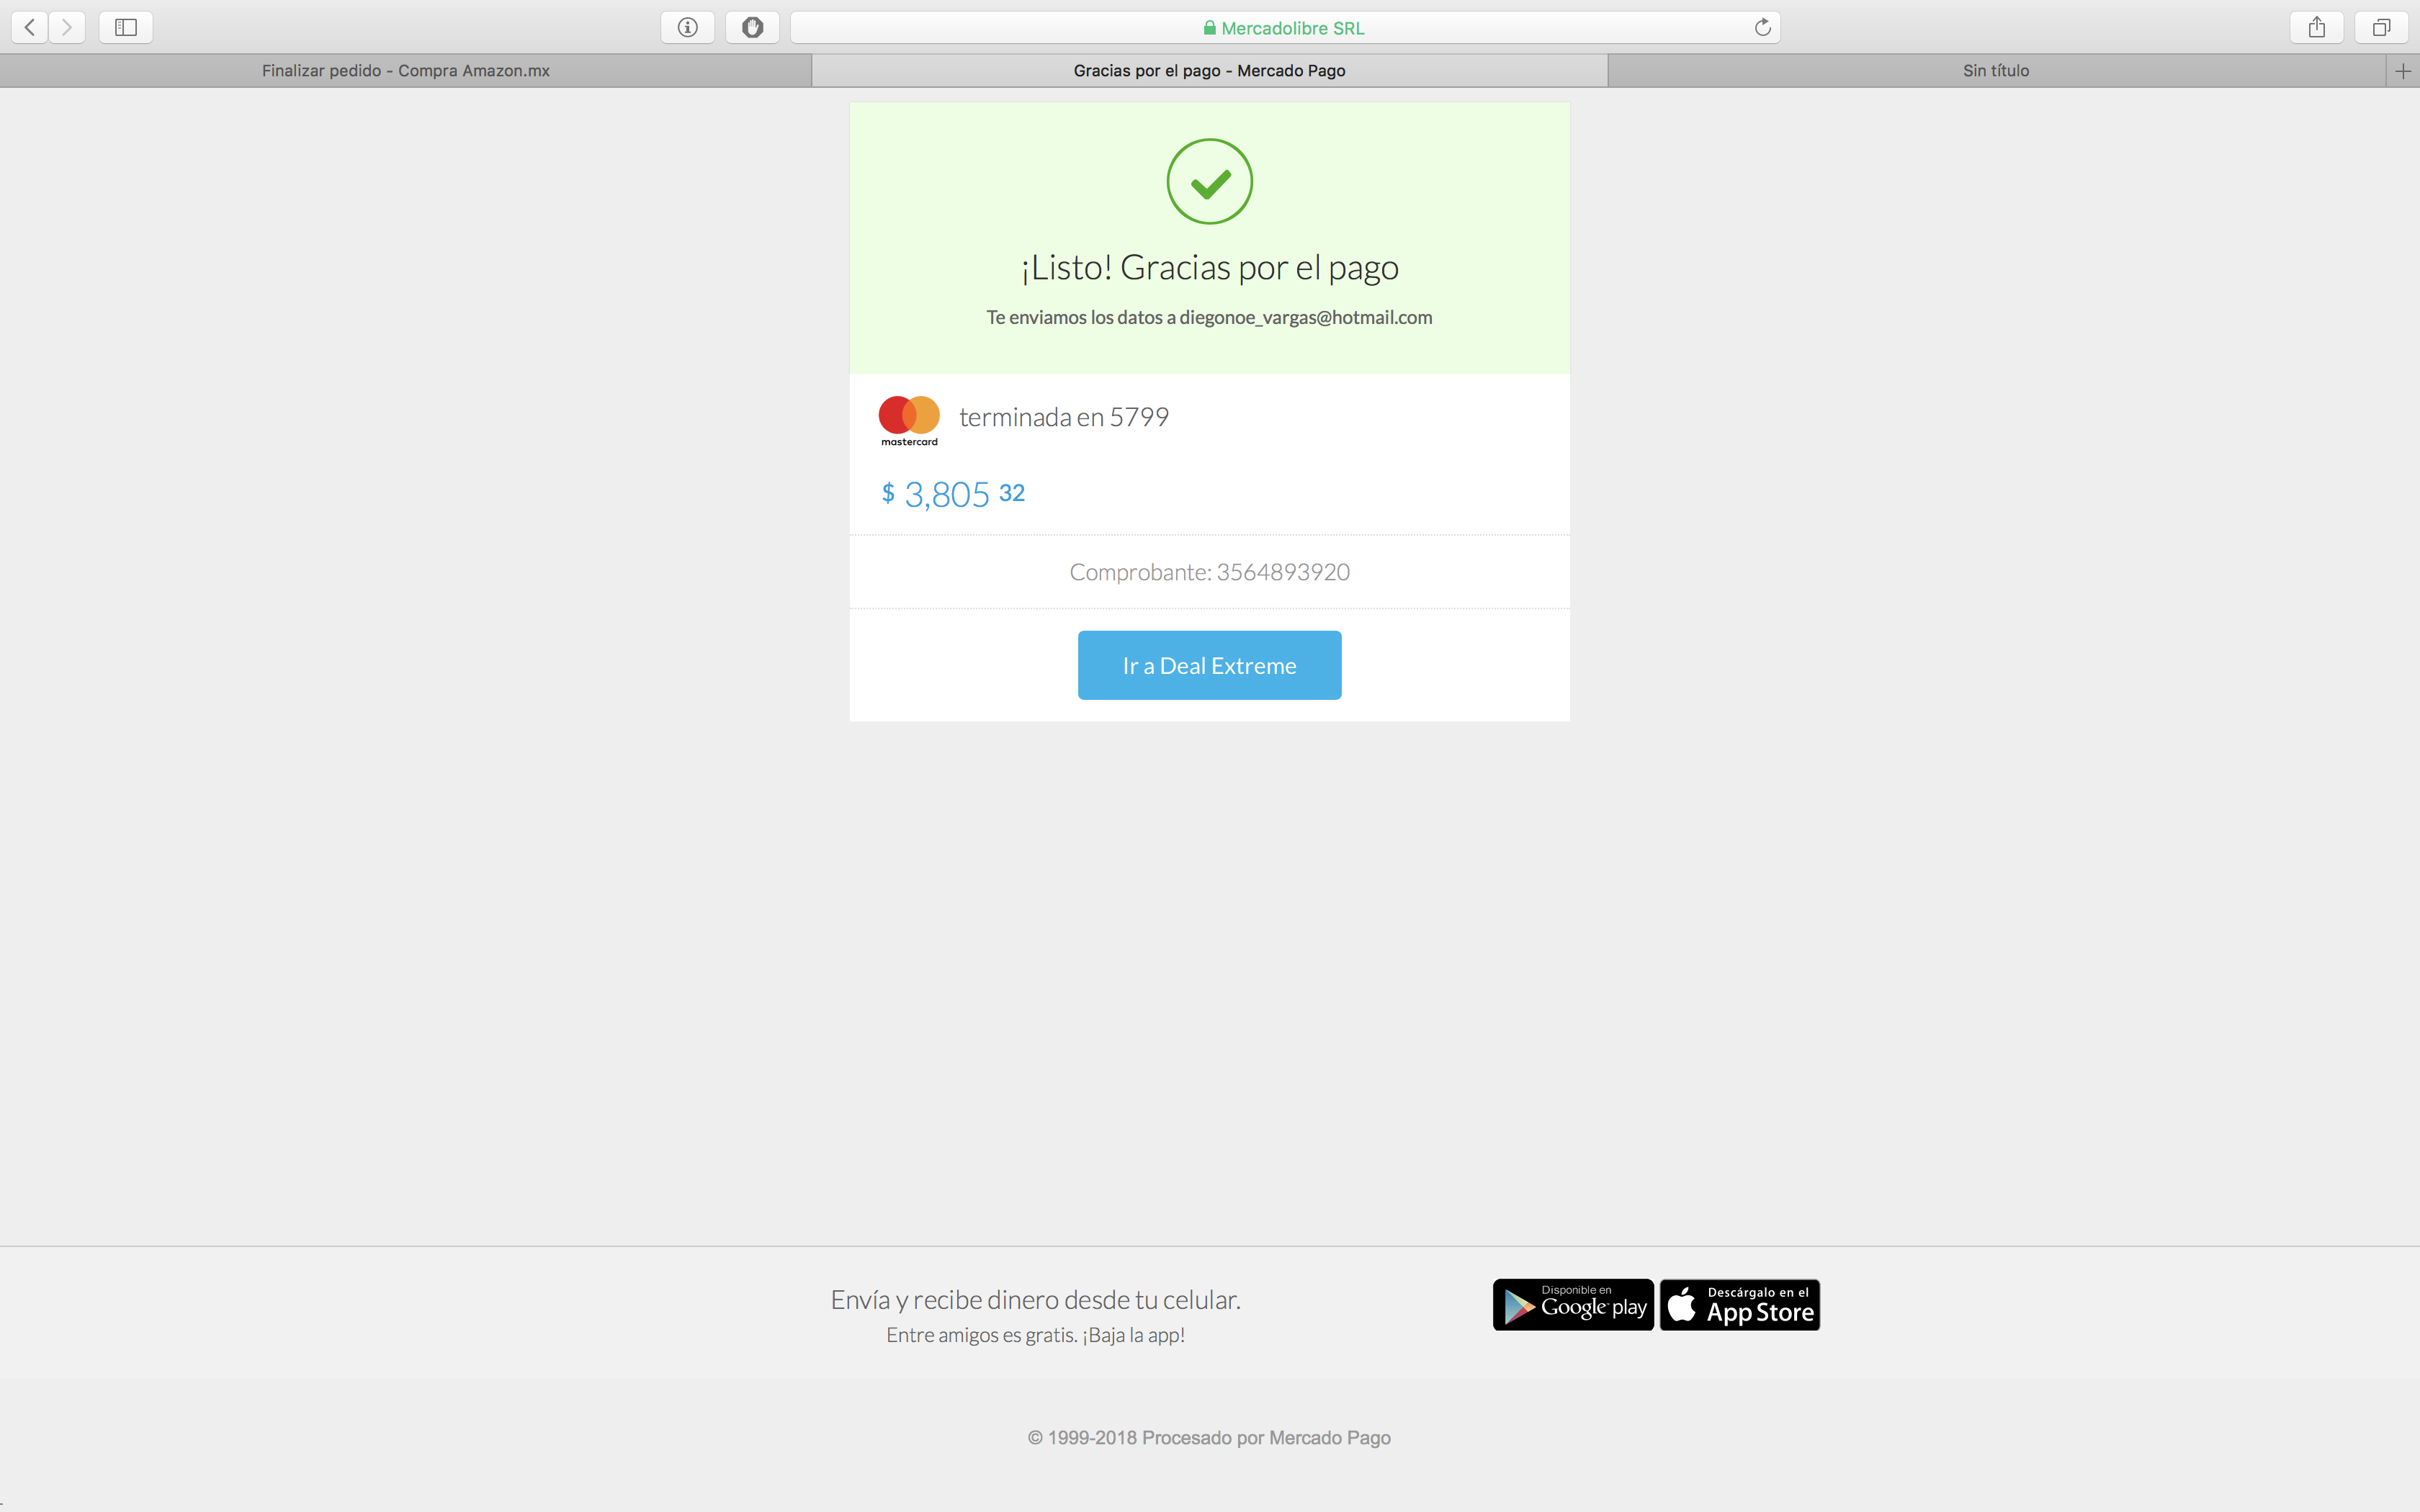 Mercadolibre SRL
Finalizar pedido - Compra Amazon.mx
Gracias por el pago - Mercado Pago
Sin título
¡Listo! Gracias por el pago
Te enviamos los datos a diegonoe_vargas@hotmail.com
mastercard
terminada en 5799
$ 3,805 32
Comprobante: 3564893920
Ir a Deal Extreme
Envía y recibe dinero desde tu celular.
Entre amigos es gratis. ¡Baja la app!
Disponible en
Google play
Descárgalo en el
App Store
© 1999-2018 Procesado por Mercado Pago